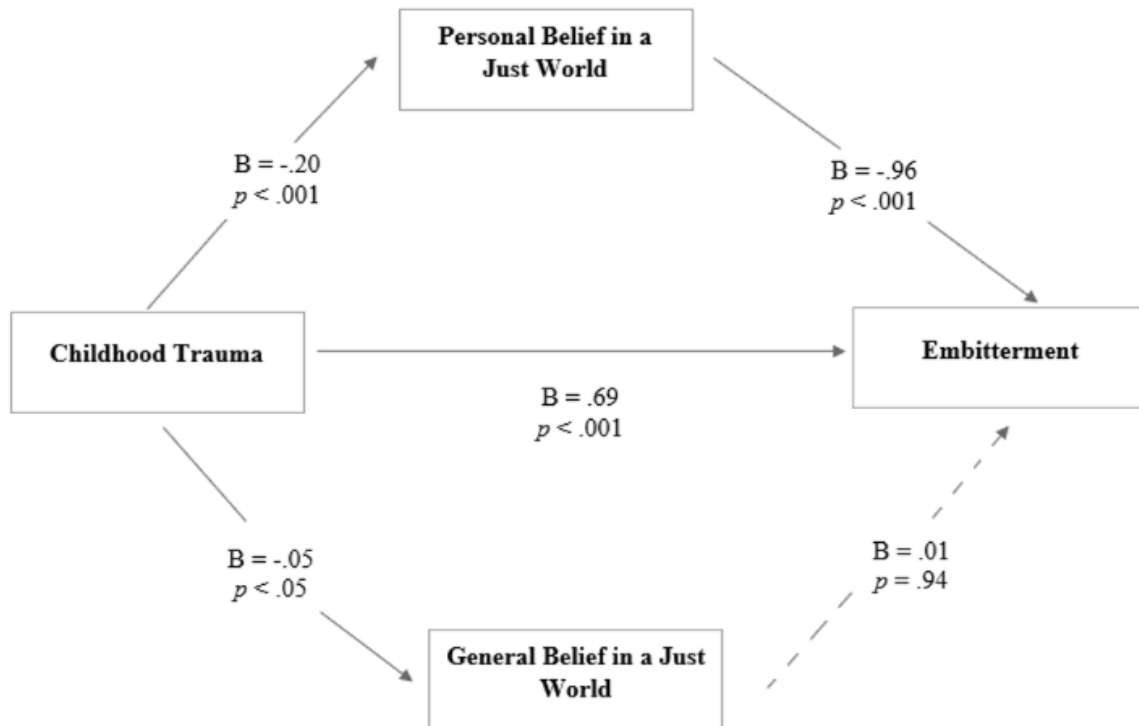 Personal Belief in a
Just World
B = -.20
p < .001
B = -.96
p < .001
Childhood Trauma
Embitterment
B = .69
p < .001
B = -.05
p < .05
B = .01
p = .94
General Belief in a Just
World